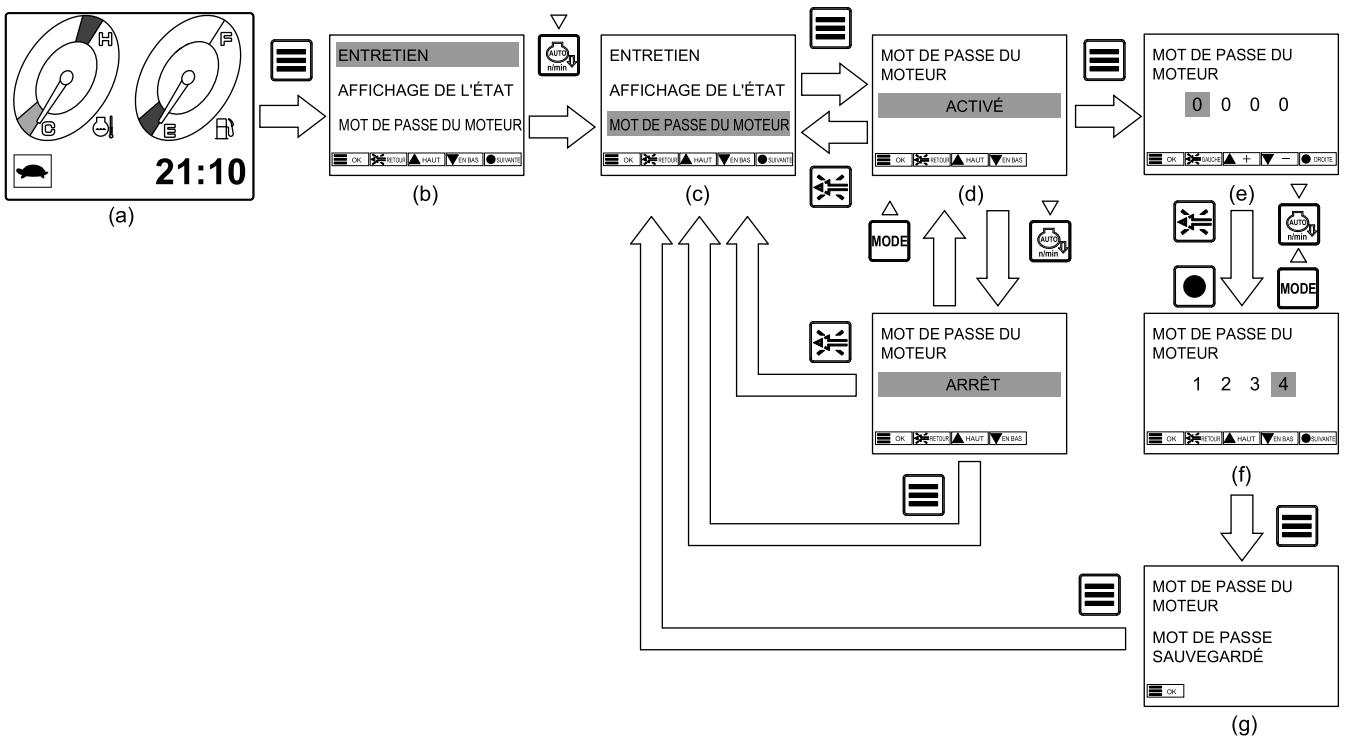 H
C
F
E
21:10
(a)
ENTRETIEN
AFFICHAGE DE L'ÉTAT
MOT DE PASSE DU MOTEUR
OK RETOUR HAUT EN BAS SUIVANTE
(b)
AUTO
n/min
ENTRETIEN
AFFICHAGE DE L'ÉTAT
MOT DE PASSE DU MOTEUR
OK RETOUR HAUT EN BAS SUIVANTE
(c)
MOT DE PASSE DU
MOTEUR
ACTIVÉ
OK RETOUR HAUT EN BAS
(d)
MOT DE PASSE DU
MOTEUR
0 0 0 0
OK GAUCHE + − DROITE
(e)
MODE
AUTO
n/min
AUTO
n/min
MODE
MOT DE PASSE DU
MOTEUR
ARRÊT
OK RETOUR HAUT EN BAS
MOT DE PASSE DU
MOTEUR
1 2 3 4
OK RETOUR HAUT EN BAS SUIVANTE
(f)
MOT DE PASSE DU
MOTEUR
MOT DE PASSE
SAUVEGARDÉ
OK
(g)